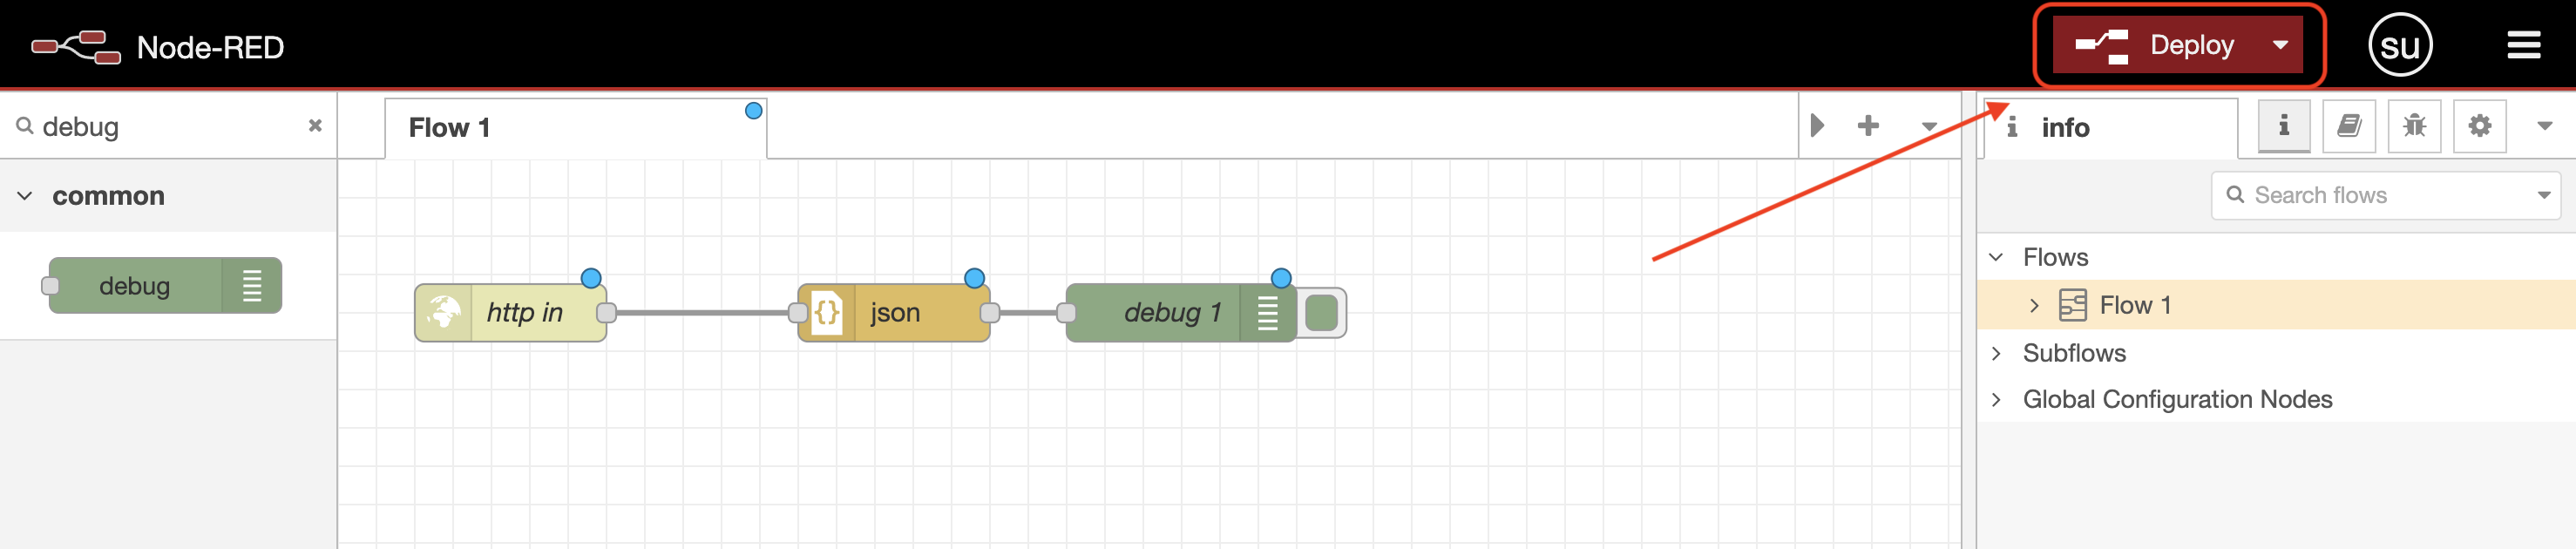 Node-RED
Deploy
su
debug
Flow 1
info
common
Search flows
debug
http in
json
debug 1
Flows
Flow 1
Subflows
Global Configuration Nodes